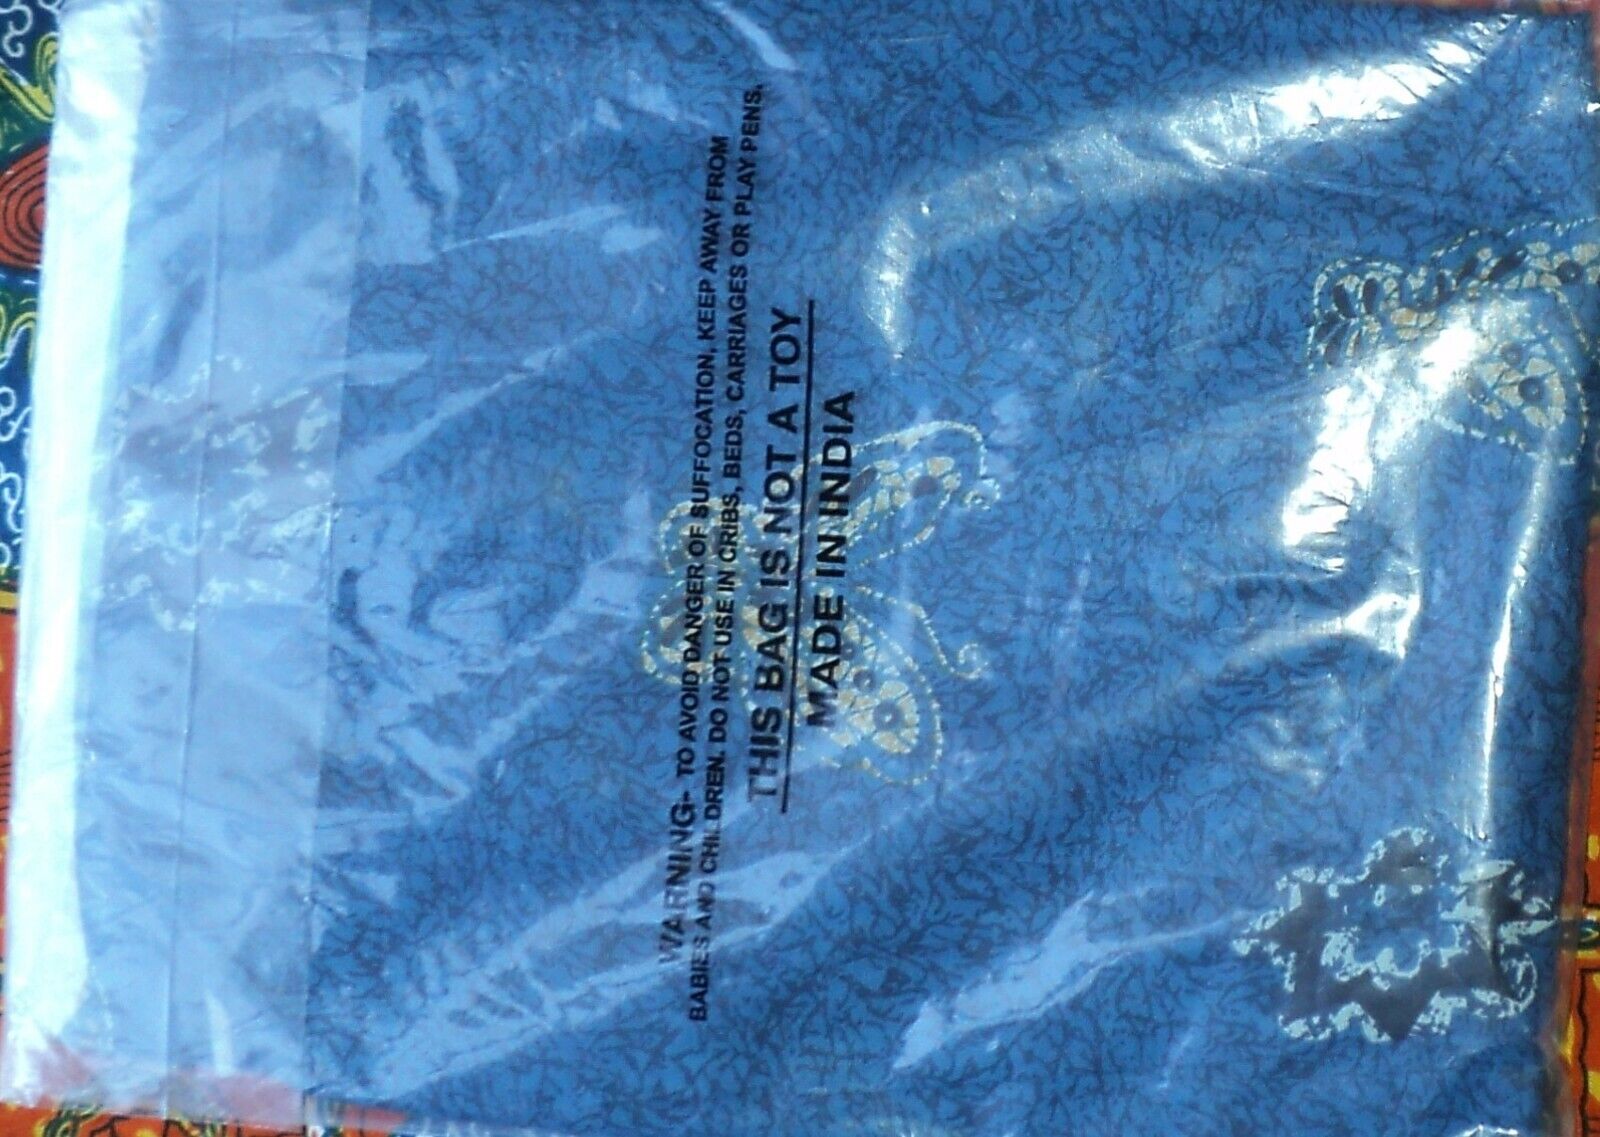 WARNING- TO AVOID DANGER OF SUFFOCATION, KEEP AWAY FROM
BABIES AND CHILDREN. DO NOT USE IN CRIBS, BEDS, CARRIAGES OR PLAY PENS.
THIS BAG IS NOT A TOY
MADE IN INDIA